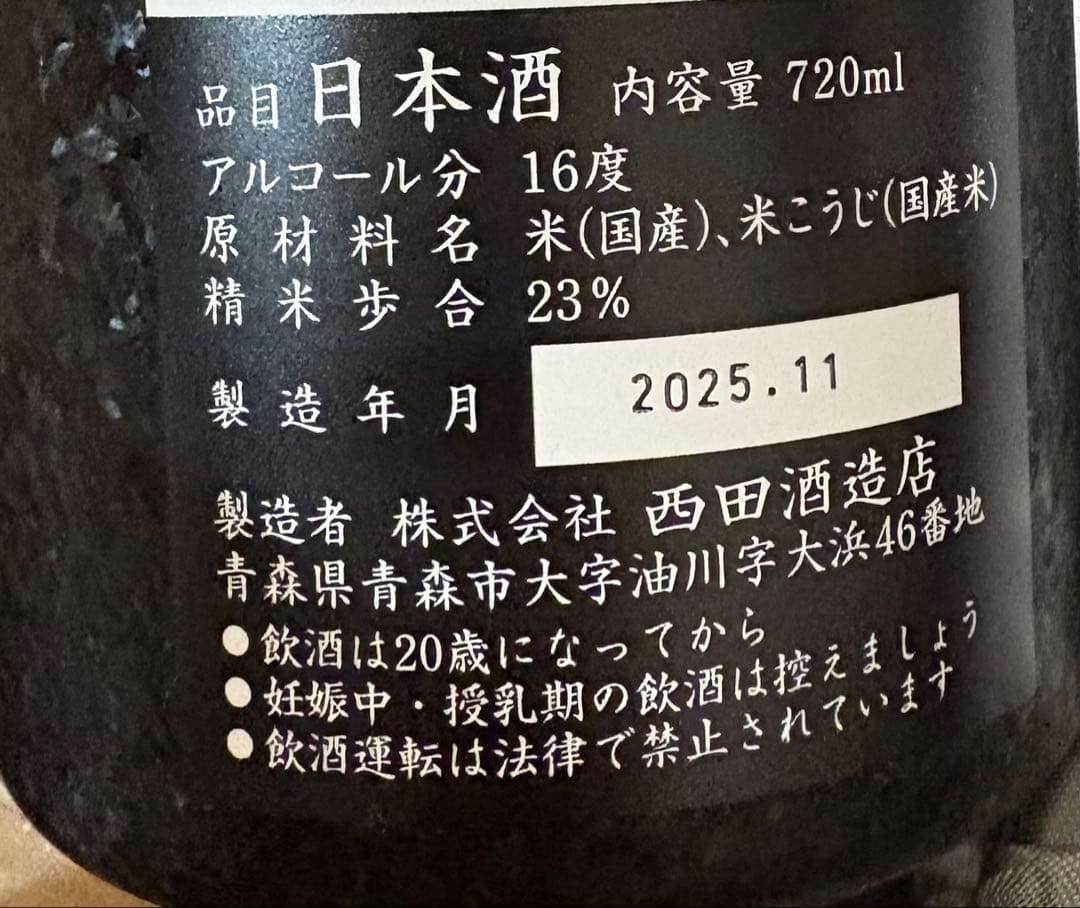 品目 日本酒 内容量 720ml
アルコール分 16度
原材料名 米(国産)、米こうじ(国産米)
精米歩合 23%
製造年月 2025.11
製造者 株式会社 西田酒造店
青森県青森市大字油川字大浜46番地
●飲酒は20歳になってから
●妊娠中・授乳期の飲酒は控えましょう
●飲酒運転は法律で禁止されています